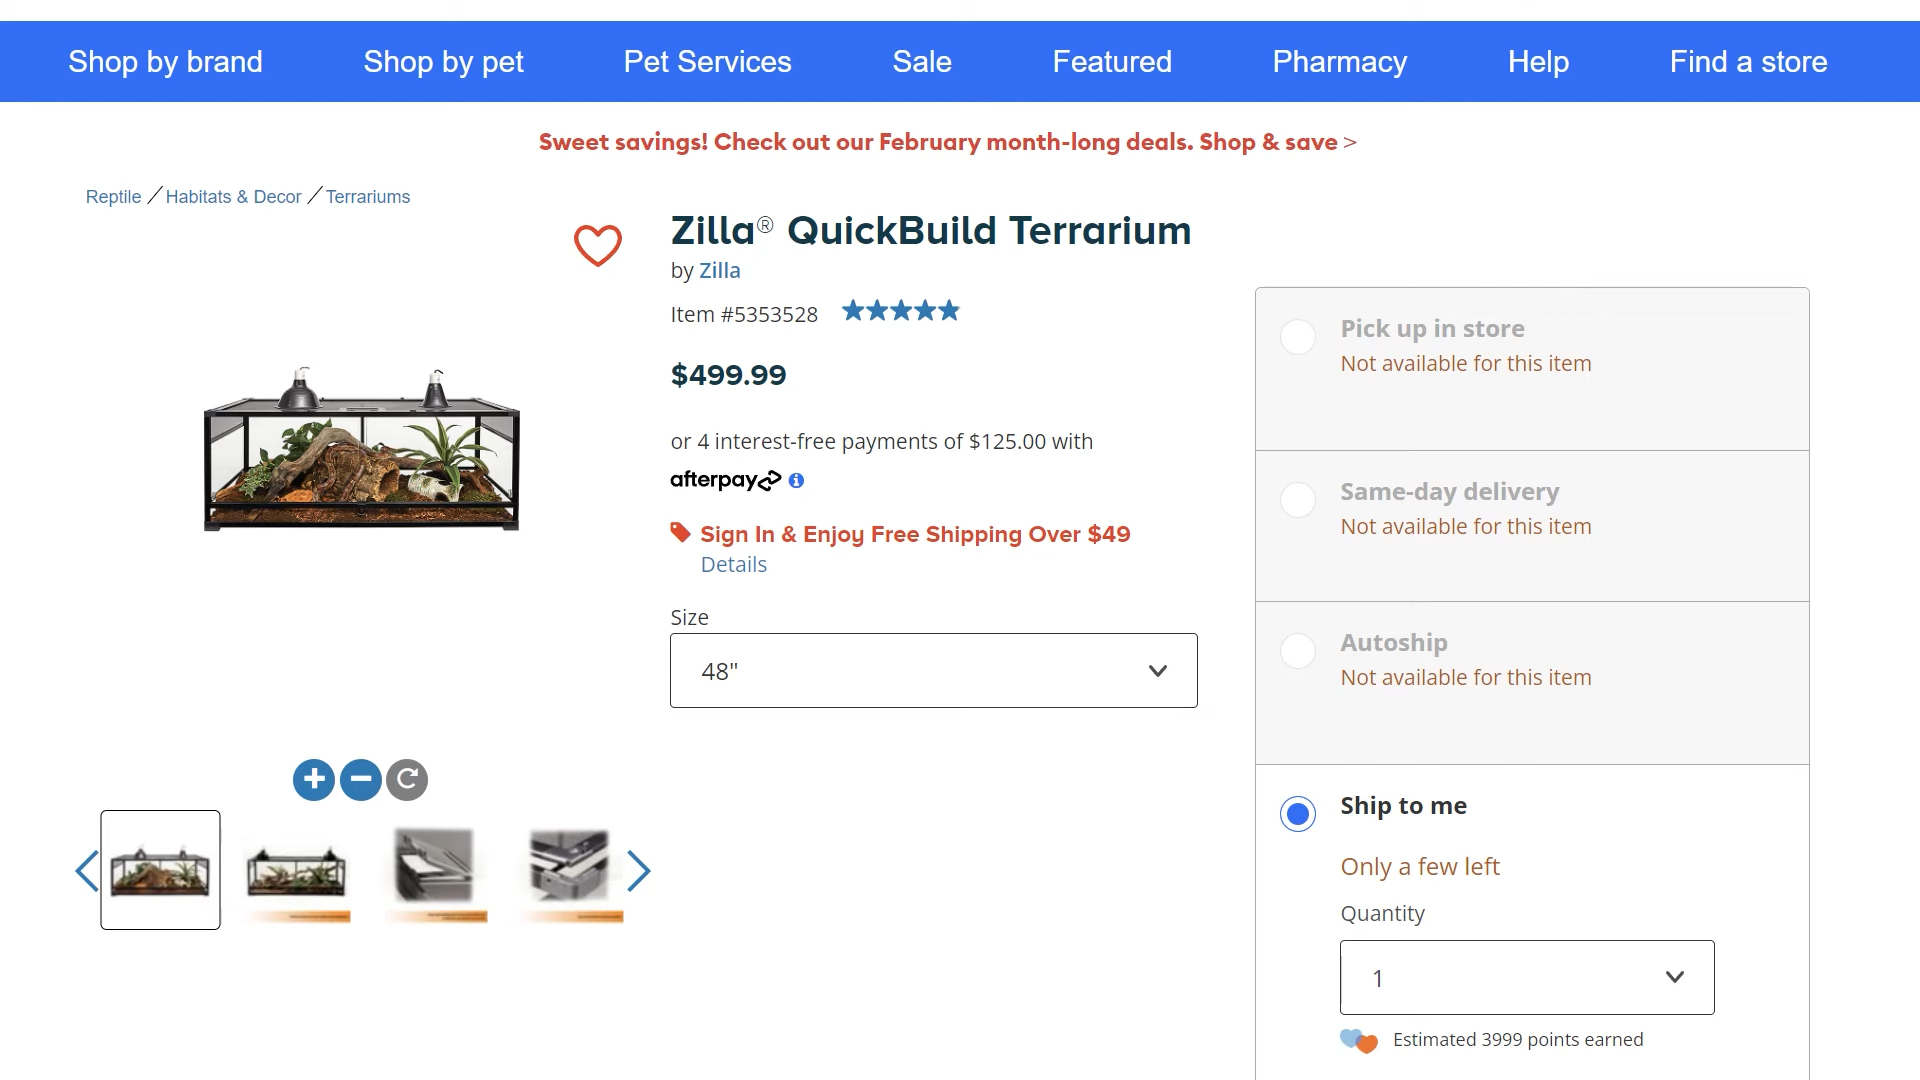 Shop by brand Shop by pet Pet Services Sale Featured Pharmacy Help Find a store
Sweet savings! Check out our February month-long deals. Shop & save >
Reptile / Habitats & Decor / Terrariums
Zilla® QuickBuild Terrarium
by Zilla
Item #5353528
$499.99
or 4 interest-free payments of $125.00 with
afterpay
Sign In & Enjoy Free Shipping Over $49
Details
Size
48"
Pick up in store
Not available for this item
Same-day delivery
Not available for this item
Autoship
Not available for this item
Ship to me
Only a few left
Quantity
1
Estimated 3999 points earned